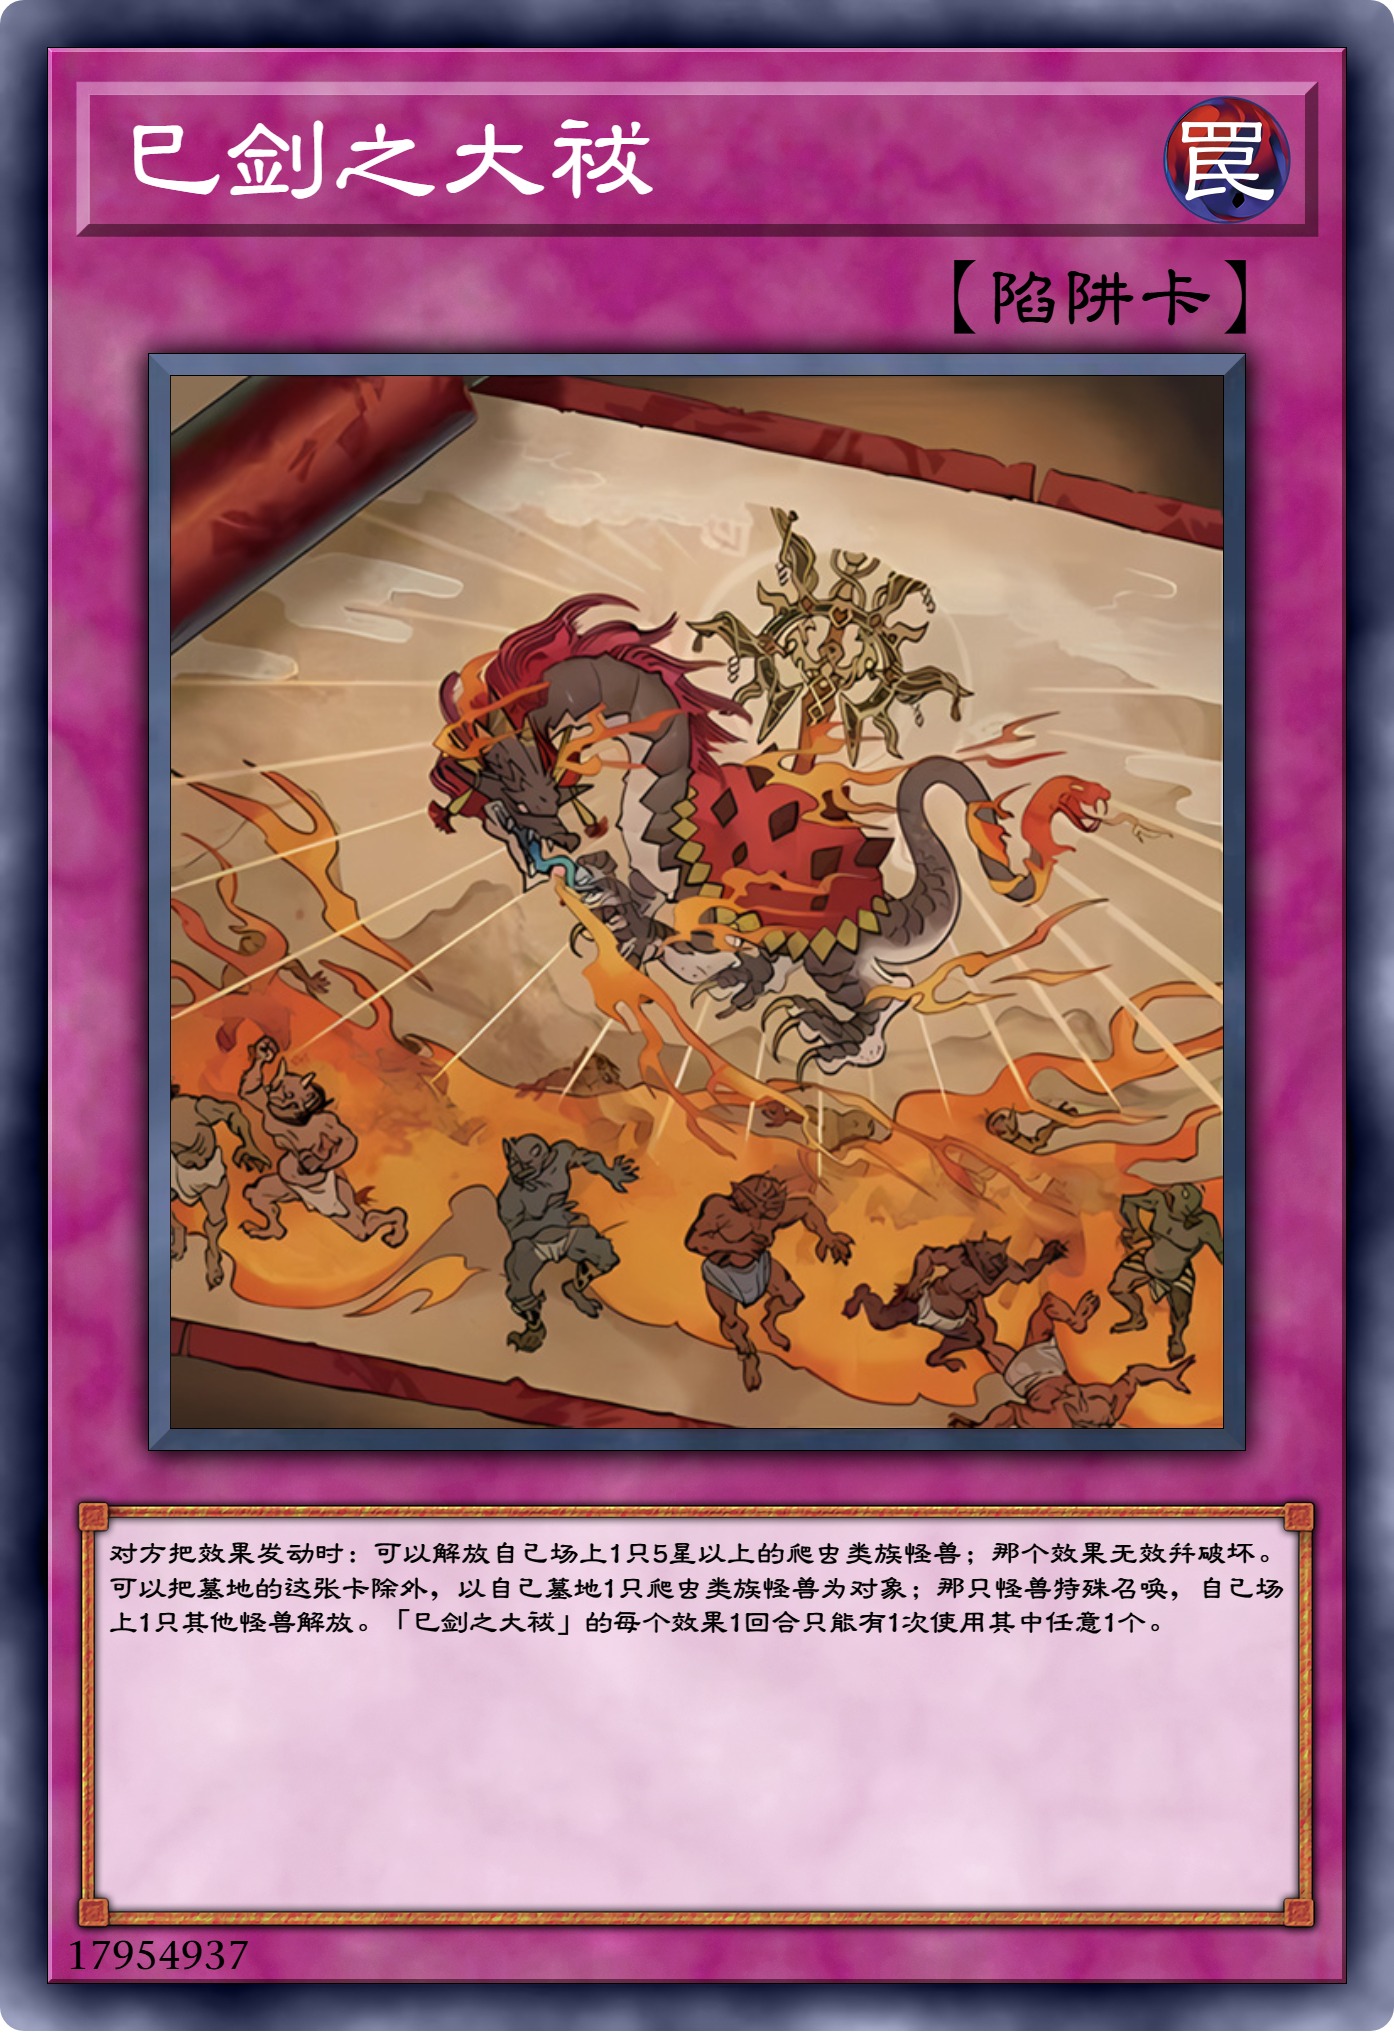 巳剑之大祓
罠
【陷阱卡】
对方把效果发动时：可以解放自己场上1只5星以上的爬虫类族怪兽；那个效果无效并破坏。
可以把墓地的这张卡除外，以自己墓地1只爬虫类族怪兽为对象；那只怪兽特殊召唤，自己场
上1只其他怪兽解放。「巳剑之大祓」的每个效果1回合只能有1次使用其中任意1个。
17954937